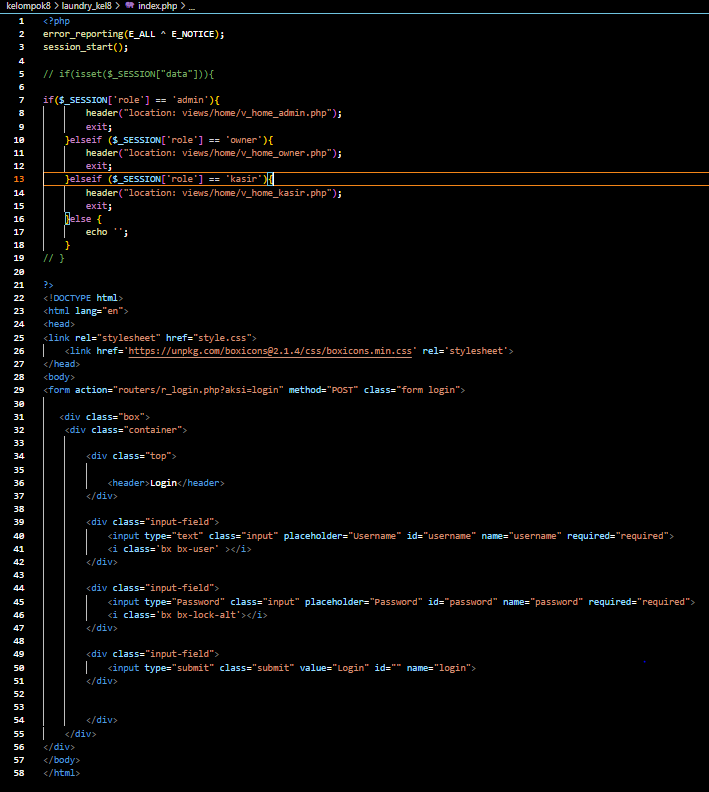 kelompok8 > laundry_kel8 > index.php > ...
1 <?php
2 error_reporting(E_ALL ^ E_NOTICE);
3 session_start();
4
5 // if(isset($_SESSION["data"])){
6
7 if($_SESSION['role'] == 'admin'){
8 header("location: views/home/v_home_admin.php");
9 exit;
10 }elseif ($_SESSION['role'] == 'owner'){
11 header("location: views/home/v_home_owner.php");
12 exit;
13 }elseif ($_SESSION['role'] == 'kasir'){
14 header("location: views/home/v_home_kasir.php");
15 exit;
16 }else {
17 echo '';
18 }
19 // }
20
21 ?>
22 <!DOCTYPE html>
23 <html lang="en">
24 <head>
25 <link rel="stylesheet" href="style.css">
26 <link href='https://unpkg.com/boxicons@2.1.4/css/boxicons.min.css' rel='stylesheet'>
27 </head>
28 <body>
29 <form action="routers/r_login.php?aksi=login" method="POST" class="form login">
30
31 <div class="box">
32 <div class="container">
33
34 <div class="top">
35
36 <header>Login</header>
37 </div>
38
39 <div class="input-field">
40 <input type="text" class="input" placeholder="Username" id="username" name="username" required="required">
41 <i class='bx bx-user' ></i>
42 </div>
43
44 <div class="input-field">
45 <input type="Password" class="input" placeholder="Password" id="password" name="password" required="required">
46 <i class='bx bx-lock-alt'></i>
47 </div>
48
49 <div class="input-field">
50 <input type="submit" class="submit" value="Login" id="" name="login">
51 </div>
52
53
54 </div>
55 </div>
56 </div>
57 </body>
58 </html>